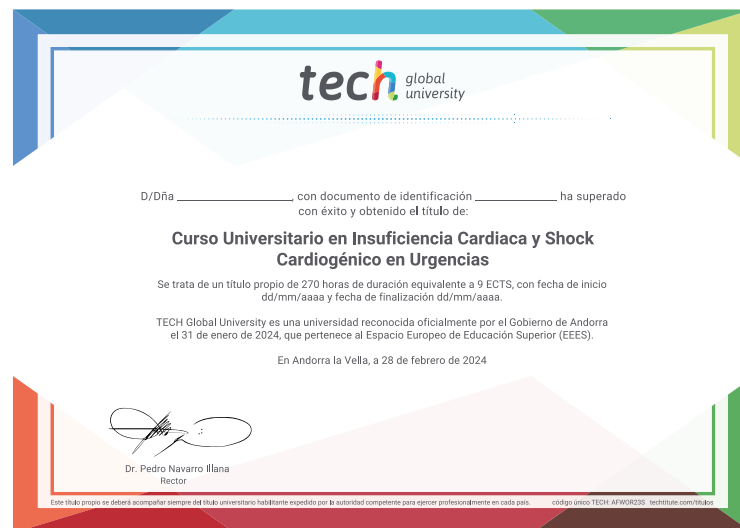 tech global university
D/Dña ____________________, con documento de identificación ______________ ha superado
con éxito y obtenido el título de:
Curso Universitario en Insuficiencia Cardiaca y Shock
Cardiogénico en Urgencias
Se trata de un título propio de 270 horas de duración equivalente a 9 ECTS, con fecha de inicio
dd/mm/aaaa y fecha de finalización dd/mm/aaaa.
TECH Global University es una universidad reconocida oficialmente por el Gobierno de Andorra
el 31 de enero de 2024, que pertenece al Espacio Europeo de Educación Superior (EEES).
En Andorra la Vella, a 28 de febrero de 2024
Dr. Pedro Navarro Illana
Rector
Este título propio se deberá acompañar siempre del título universitario habilitante expedido por la autoridad competente para ejercer profesionalmente en cada país. código único TECH: AFWOR23S techtitute.com/titulos